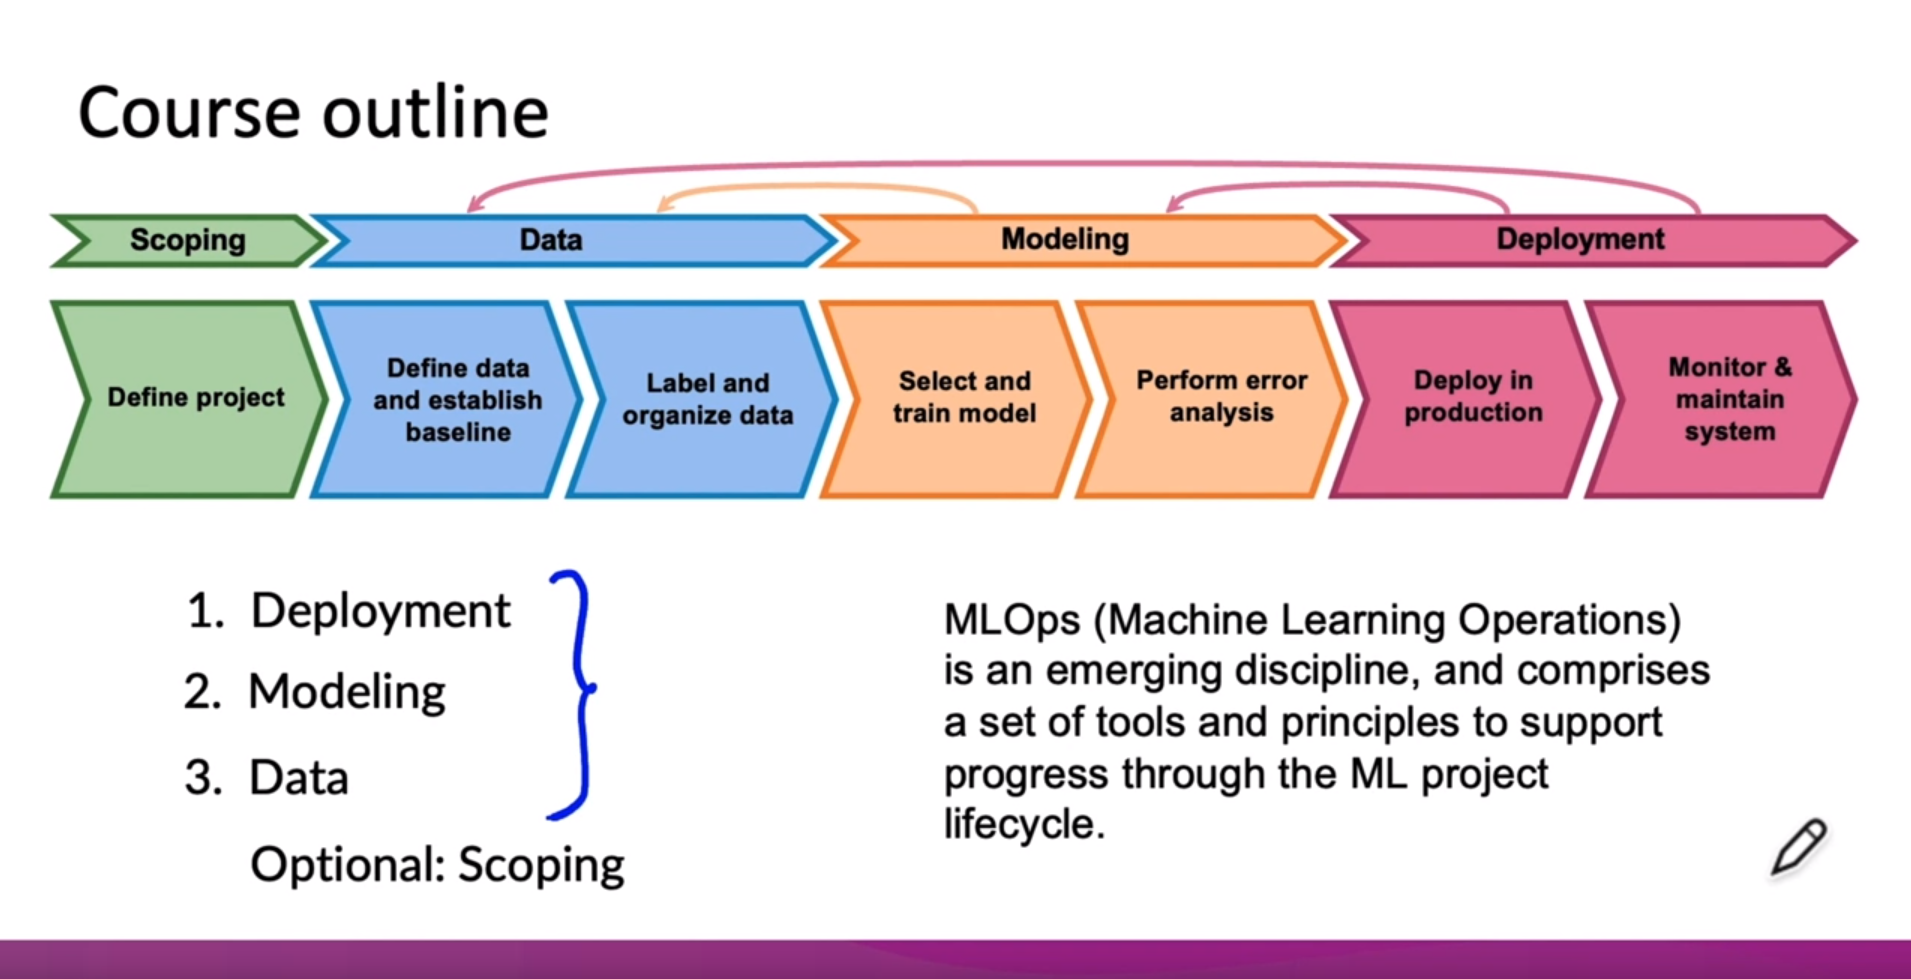 Course outline
Scoping
Data
Modeling
Deployment
Define project
Define data
and establish
baseline
Label and
organize data
Select and
train model
Perform error
analysis
Deploy in
production
Monitor &
maintain
system
1. Deployment
2. Modeling
3. Data
Optional: Scoping
MLOps (Machine Learning Operations)
is an emerging discipline, and comprises
a set of tools and principles to support
progress through the ML project
lifecycle.